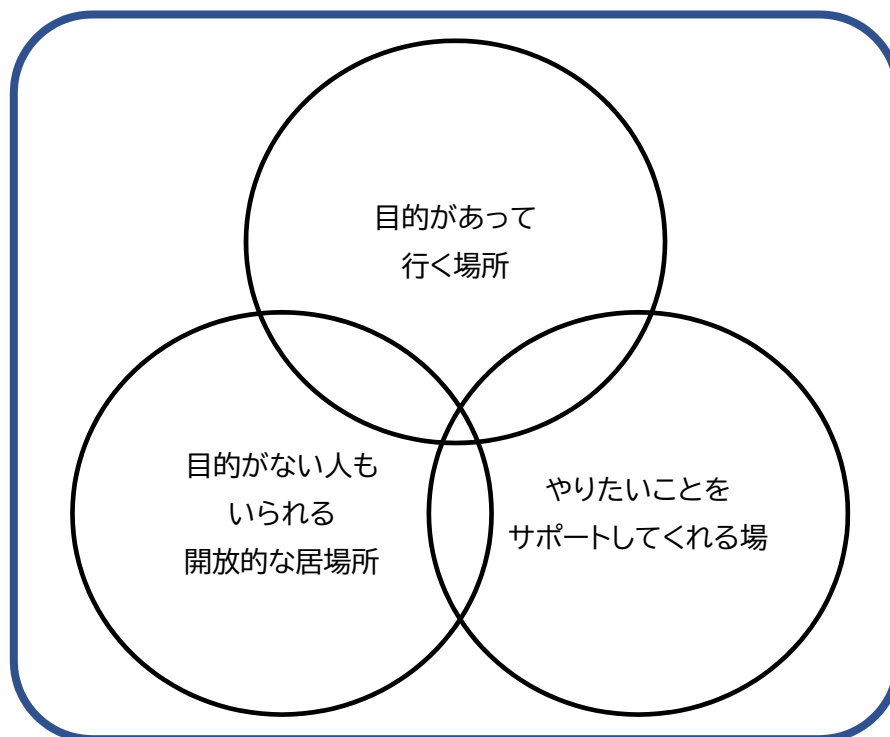 目的があって
行く場所
目的がない人も
いられる
開放的な居場所
やりたいことを
サポートしてくれる場